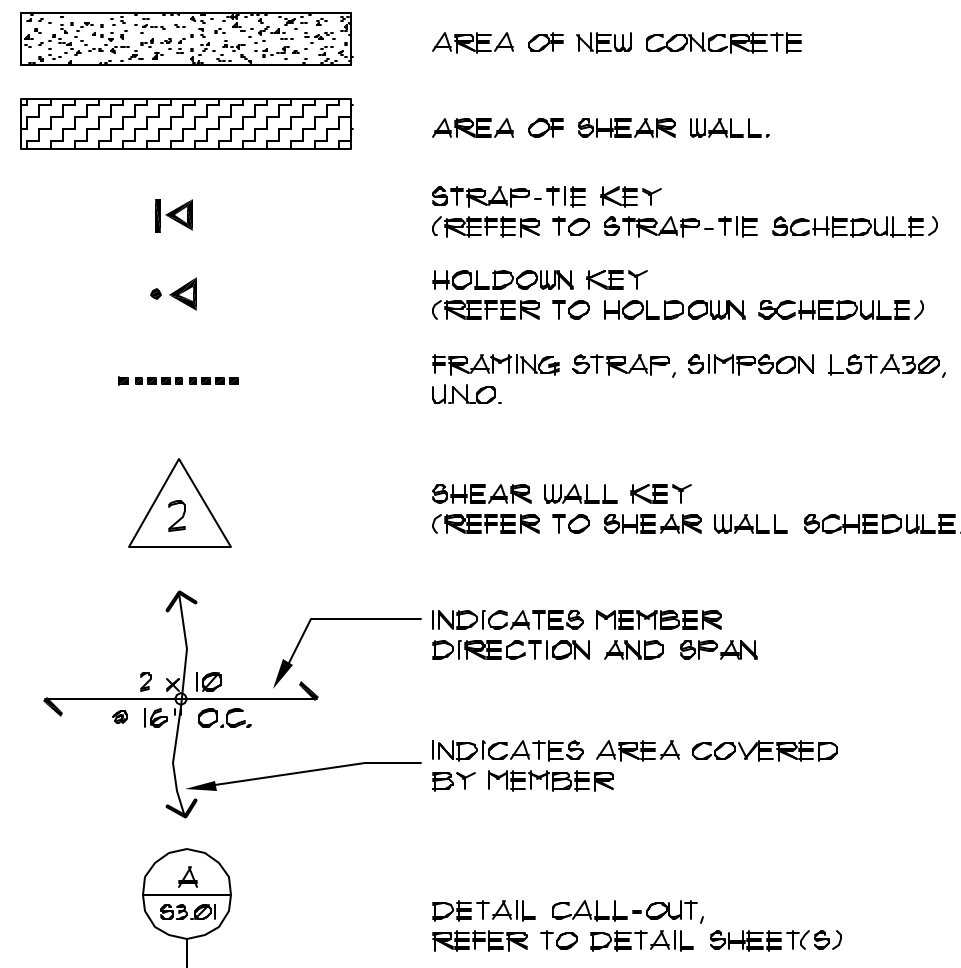 AREA OF NEW CONCRETE
AREA OF SHEAR WALL.
STRAP-TIE KEY
(REFER TO STRAP-TIE SCHEDULE)
HOLDOWN KEY
(REFER TO HOLDOWN SCHEDULE)
FRAMING STRAP, SIMPSON LSTA30,
U.N.O.
2
SHEAR WALL KEY
(REFER TO SHEAR WALL SCHEDULE
INDICATES MEMBER
DIRECTION AND SPAN
2 x 10
@ 16" O.C.
INDICATES AREA COVERED
BY MEMBER
A
S3.01
DETAIL CALL-OUT,
REFER TO DETAIL SHEET(S)